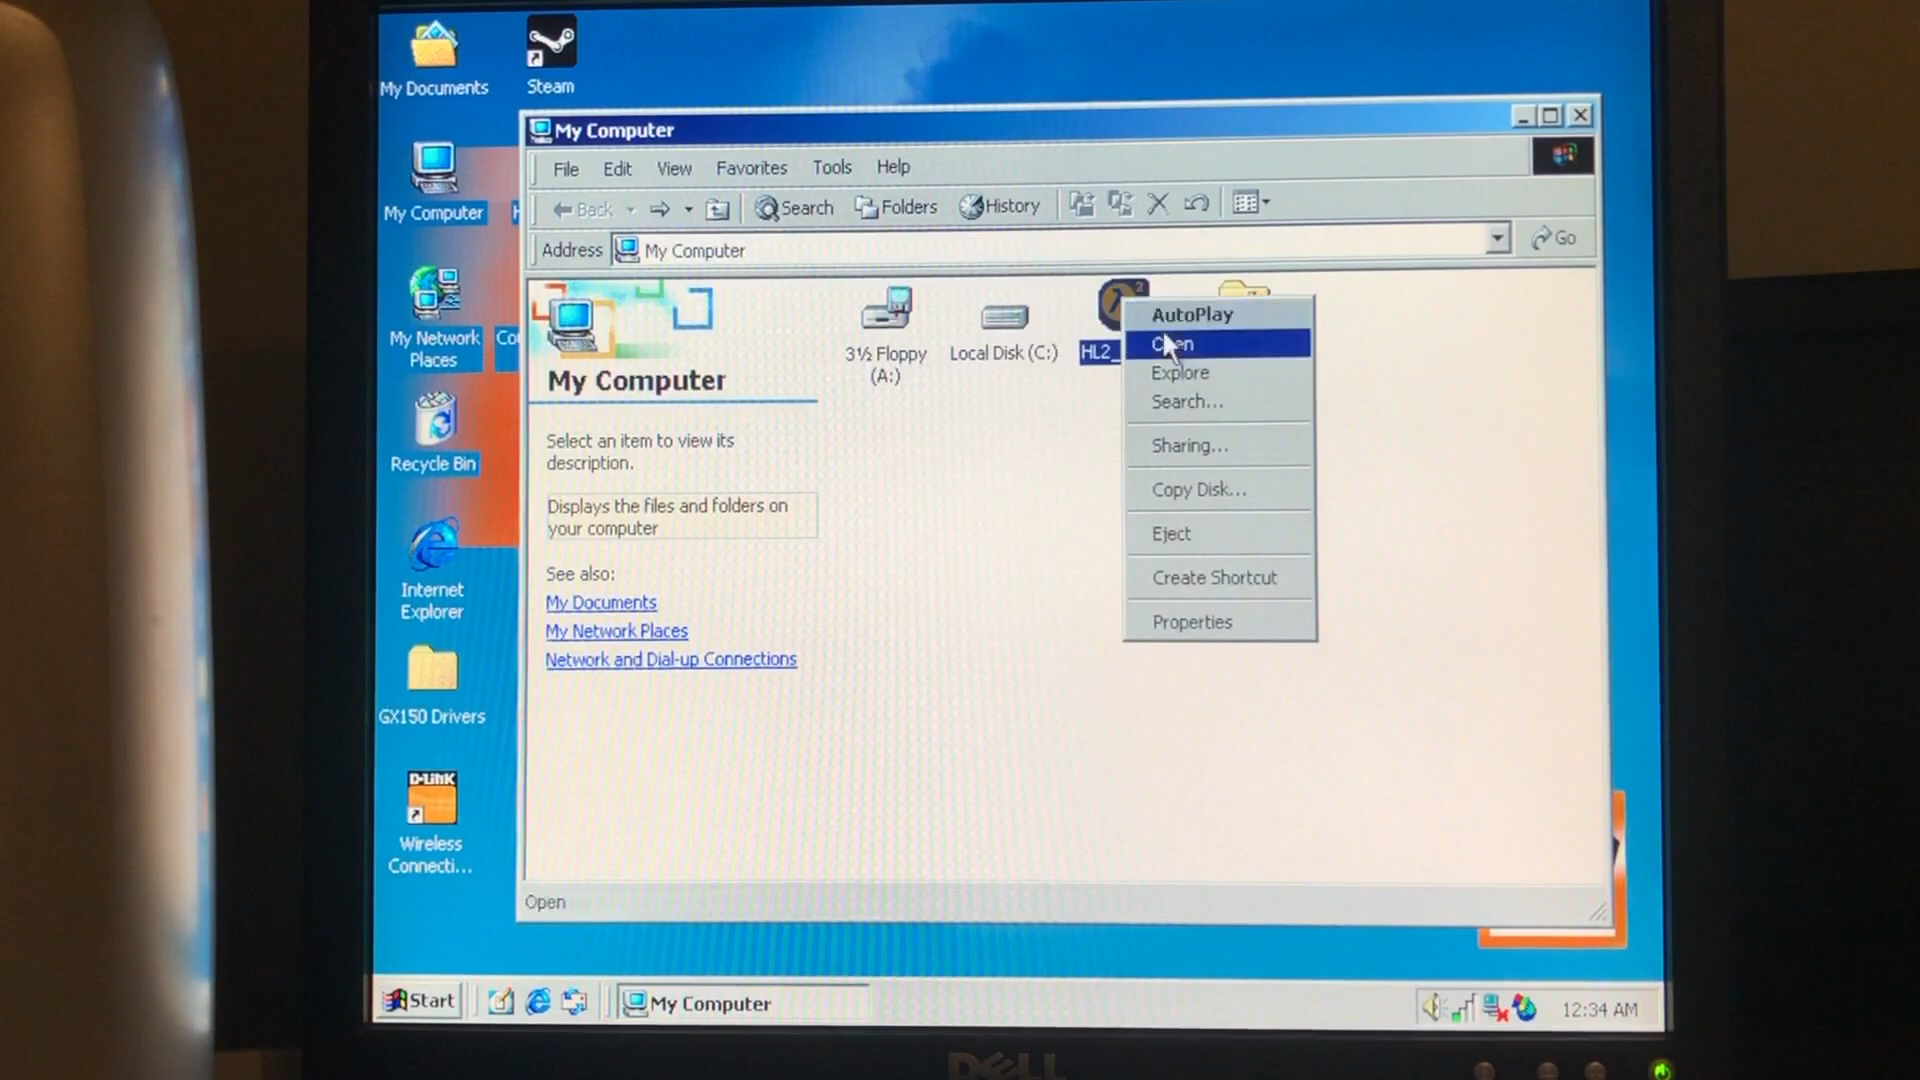 My Documents
Steam
My Computer
My Network
Places
Recycle Bin
Internet
Explorer
GX150 Drivers
D-Link
Wireless
Connecti...
My Computer
File Edit View Favorites Tools Help
Back Search Folders History
Address My Computer Go
3½ Floppy
(A:)
Local Disk (C:)
HL2_
My Computer
Select an item to view its
description.
Displays the files and folders on
your computer
See also:
My Documents
My Network Places
Network and Dial-up Connections
AutoPlay
Open
Explore
Search...
Sharing...
Copy Disk...
Eject
Create Shortcut
Properties
Open
Start My Computer 12:34 AM
DELL